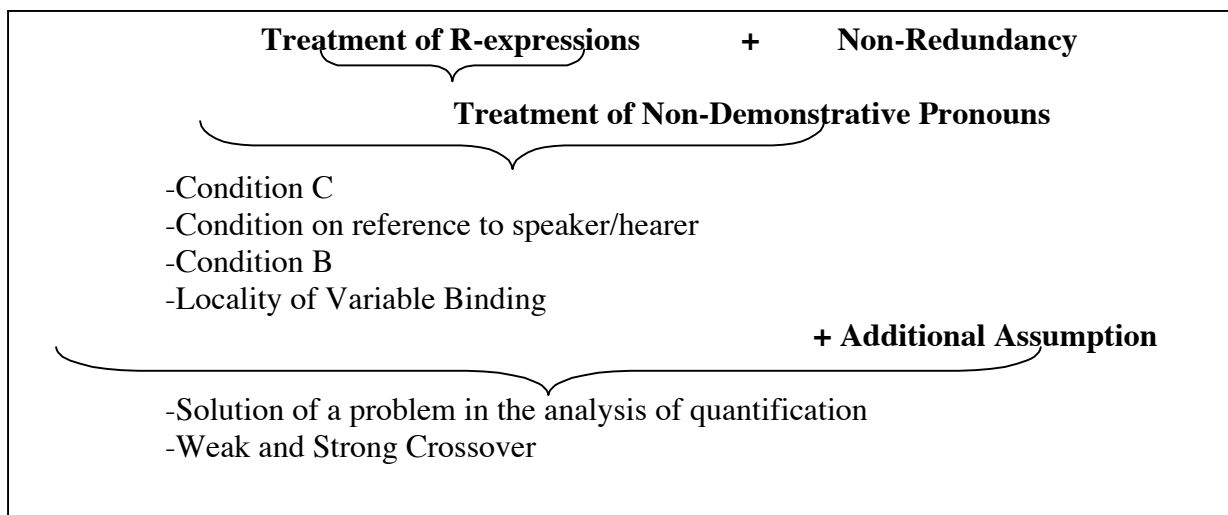 Treatment of R-expressions + Non-Redundancy
Treatment of Non-Demonstrative Pronouns
-Condition C
-Condition on reference to speaker/hearer
-Condition B
-Locality of Variable Binding
+ Additional Assumption
-Solution of a problem in the analysis of quantification
-Weak and Strong Crossover